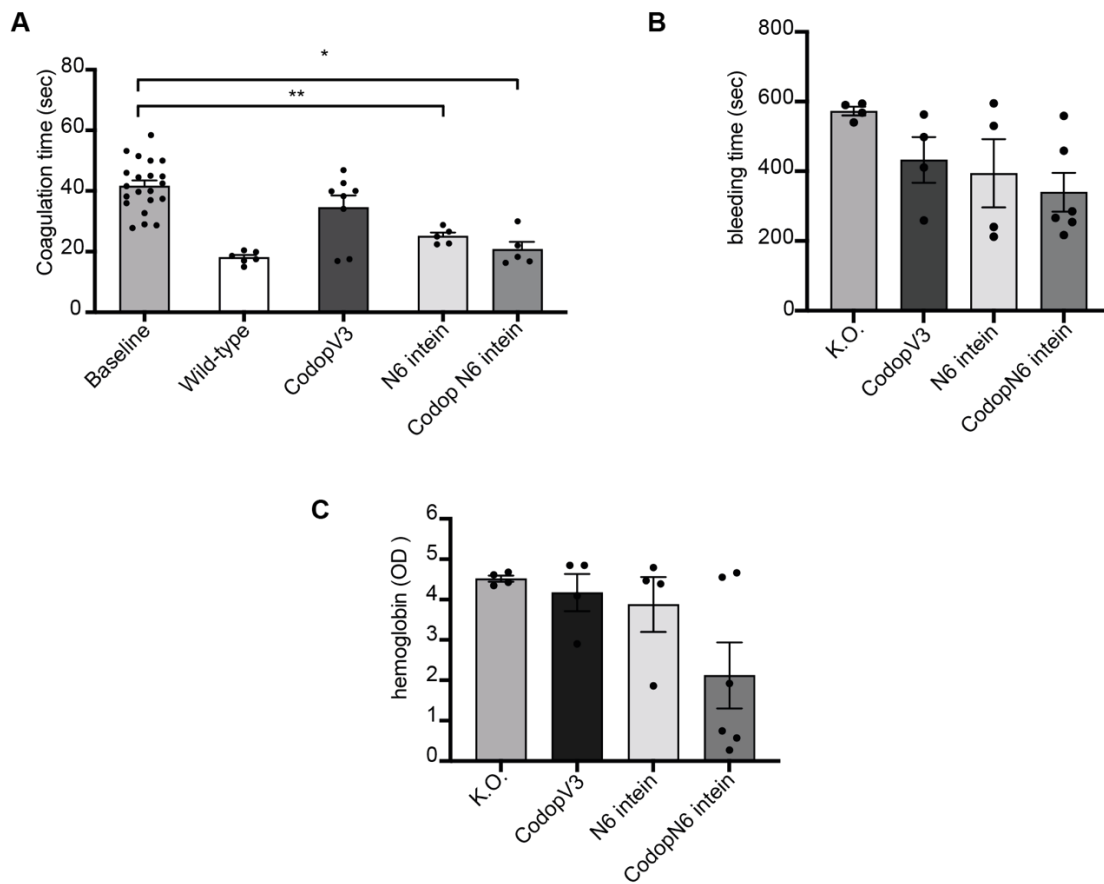 A
*
**
Coagulation time (sec)
80
60
40
20
0
Baseline
Wild-type
CodopV3
N6 intein
Codop N6 intein
B
bleeding time (sec)
800
600
400
200
0
K.O.
CodopV3
N6 intein
CodopN6 intein
C
hemoglobin (OD )
6
5
4
3
2
1
0
K.O.
CodopV3
N6 intein
CodopN6 intein